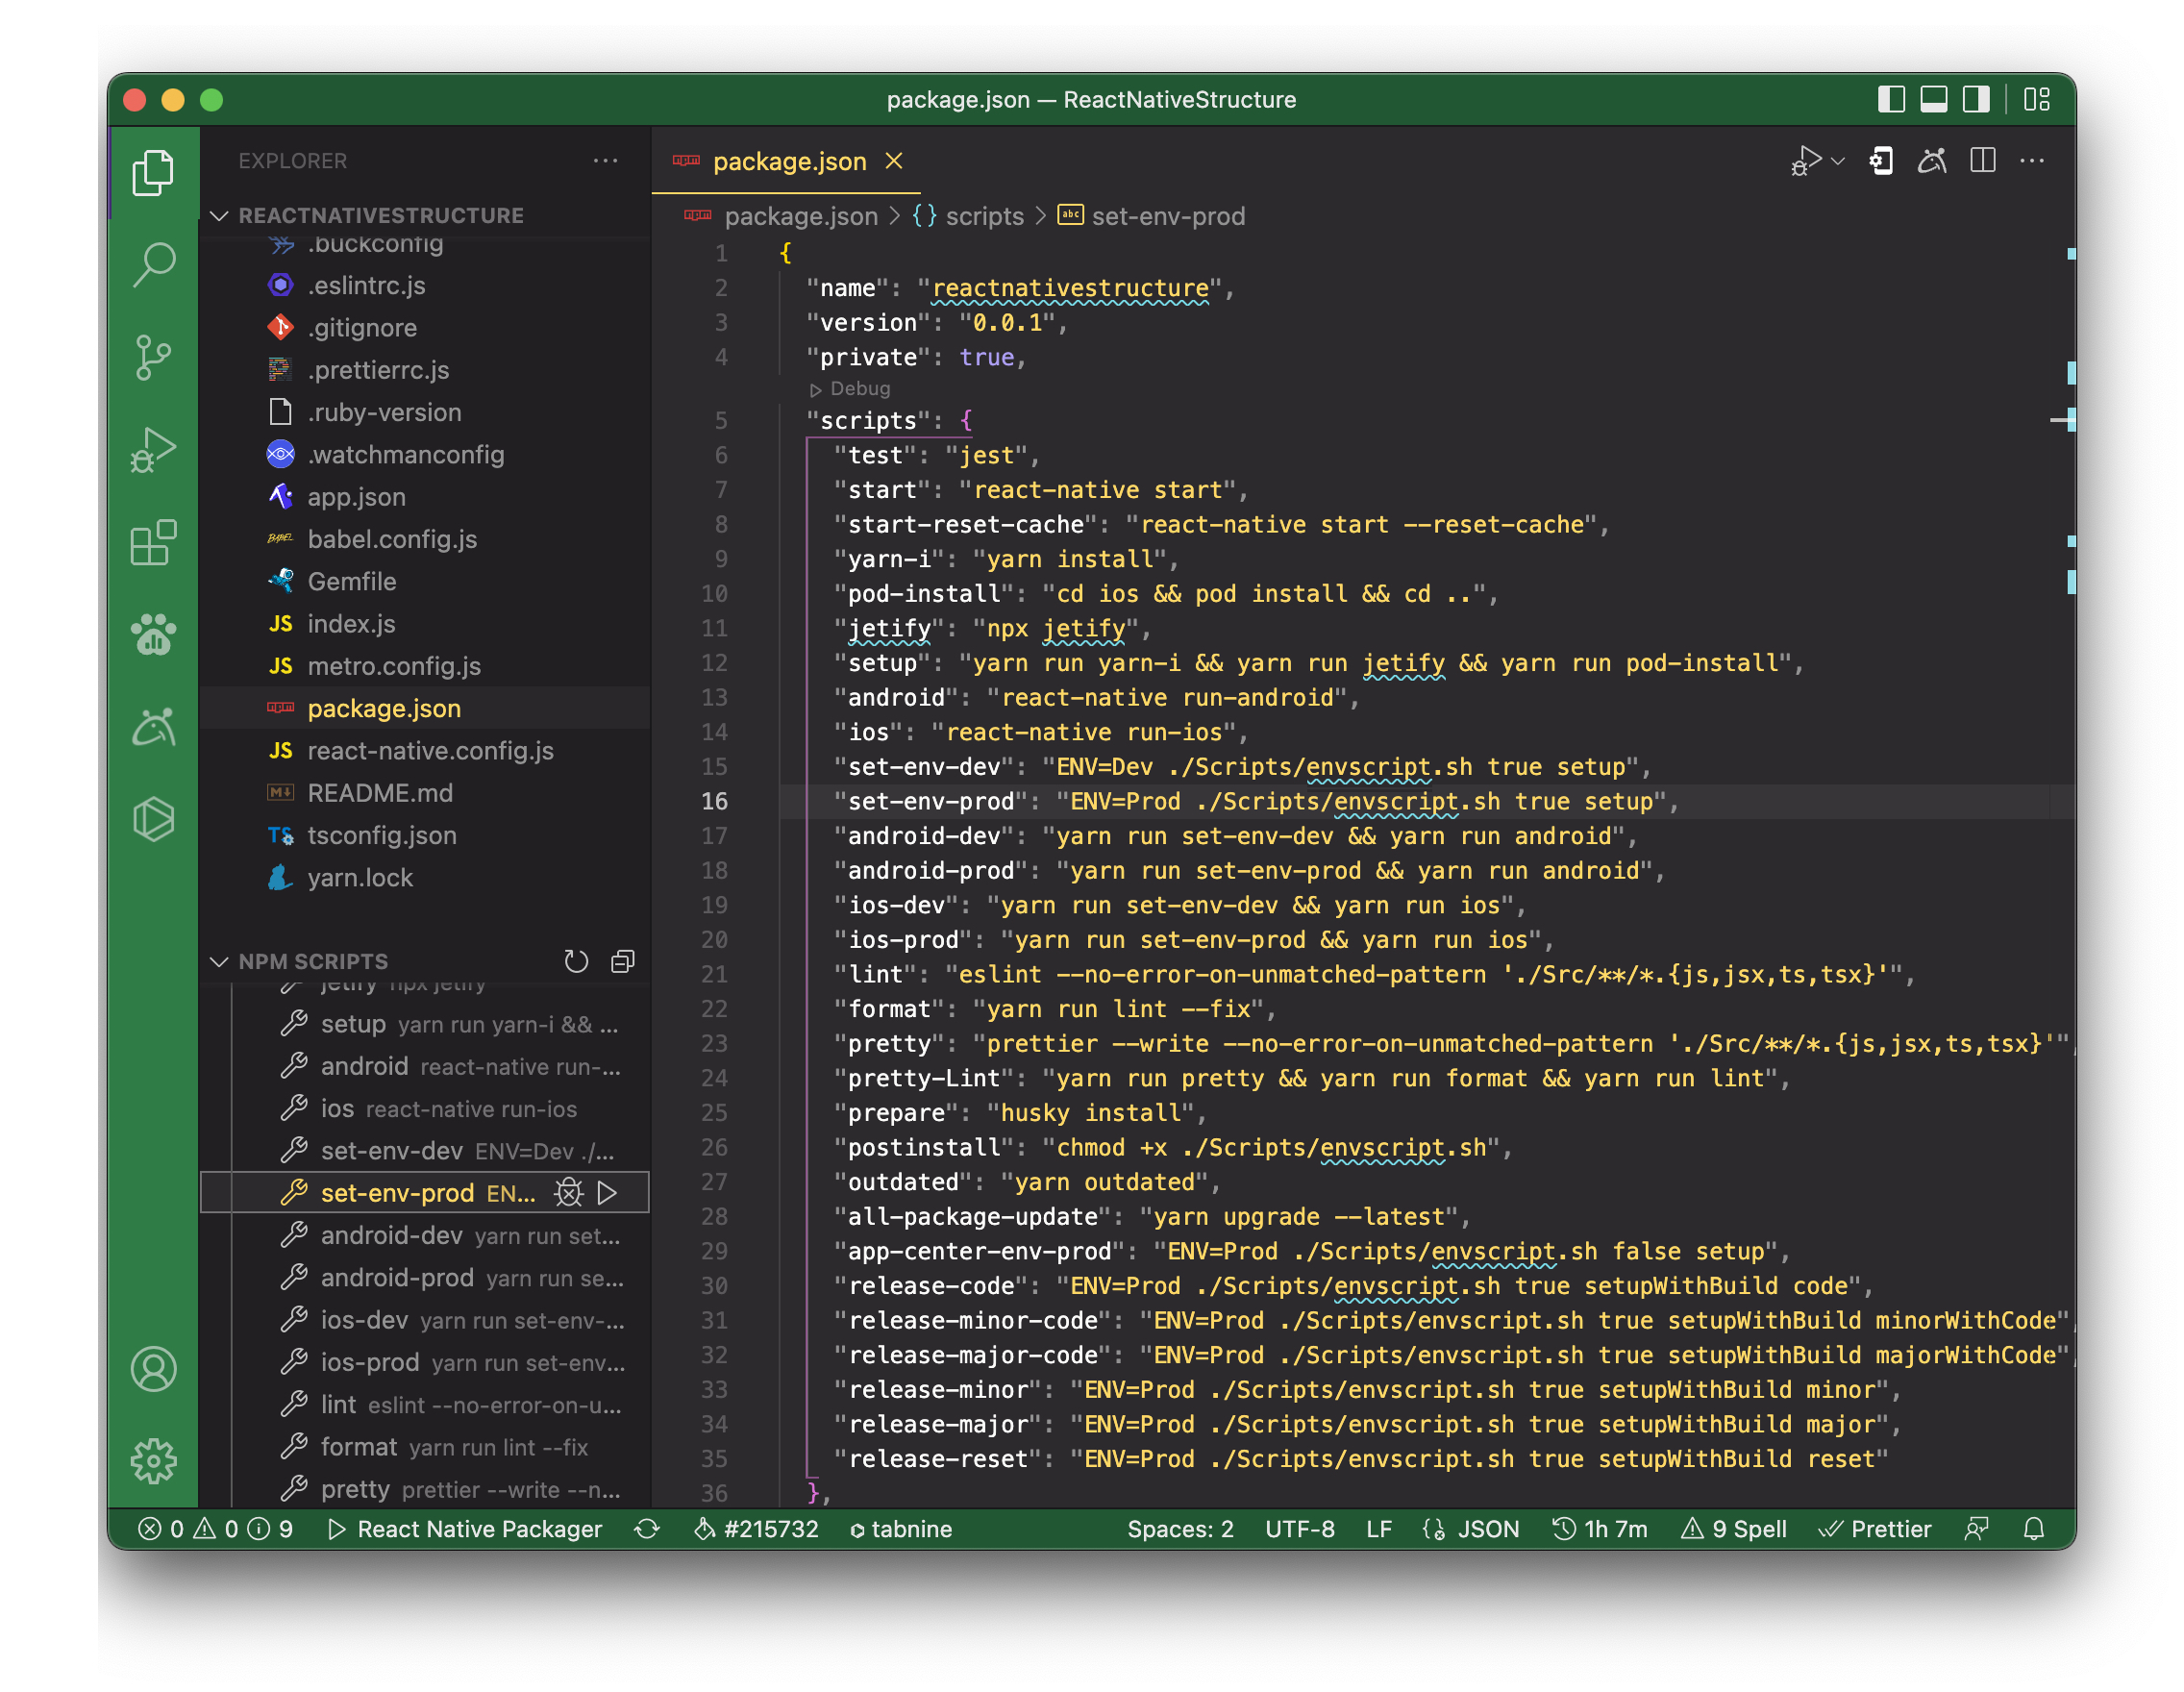 package.json — ReactNativeStructure
EXPLORER
REACTNATIVESTRUCTURE
.buckconfig
.eslintrc.js
.gitignore
.prettierrc.js
.ruby-version
.watchmanconfig
app.json
BABEL babel.config.js
Gemfile
JS index.js
JS metro.config.js
package.json
JS react-native.config.js
M README.md
TS tsconfig.json
yarn.lock
NPM SCRIPTS
jetify npx jetify
setup yarn run yarn-i && ...
android react-native run-...
ios react-native run-ios
set-env-dev ENV=Dev ./...
set-env-prod EN...
android-dev yarn run set...
android-prod yarn run se...
ios-dev yarn run set-env-...
ios-prod yarn run set-env...
lint eslint --no-error-on-u...
format yarn run lint --fix
pretty prettier --write --n...
package.json
package.json > {} scripts > abc set-env-prod
1 {
2 "name": "reactnativestructure",
3 "version": "0.0.1",
4 "private": true,
Debug
5 "scripts": {
6 "test": "jest",
7 "start": "react-native start",
8 "start-reset-cache": "react-native start --reset-cache",
9 "yarn-i": "yarn install",
10 "pod-install": "cd ios && pod install && cd ..",
11 "jetify": "npx jetify",
12 "setup": "yarn run yarn-i && yarn run jetify && yarn run pod-install",
13 "android": "react-native run-android",
14 "ios": "react-native run-ios",
15 "set-env-dev": "ENV=Dev ./Scripts/envscript.sh true setup",
16 "set-env-prod": "ENV=Prod ./Scripts/envscript.sh true setup",
17 "android-dev": "yarn run set-env-dev && yarn run android",
18 "android-prod": "yarn run set-env-prod && yarn run android",
19 "ios-dev": "yarn run set-env-dev && yarn run ios",
20 "ios-prod": "yarn run set-env-prod && yarn run ios",
21 "lint": "eslint --no-error-on-unmatched-pattern './Src/**/*.{js,jsx,ts,tsx}'",
22 "format": "yarn run lint --fix",
23 "pretty": "prettier --write --no-error-on-unmatched-pattern './Src/**/*.{js,jsx,ts,tsx}'",
24 "pretty-Lint": "yarn run pretty && yarn run format && yarn run lint",
25 "prepare": "husky install",
26 "postinstall": "chmod +x ./Scripts/envscript.sh",
27 "outdated": "yarn outdated",
28 "all-package-update": "yarn upgrade --latest",
29 "app-center-env-prod": "ENV=Prod ./Scripts/envscript.sh false setup",
30 "release-code": "ENV=Prod ./Scripts/envscript.sh true setupWithBuild code",
31 "release-minor-code": "ENV=Prod ./Scripts/envscript.sh true setupWithBuild minorWithCode",
32 "release-major-code": "ENV=Prod ./Scripts/envscript.sh true setupWithBuild majorWithCode",
33 "release-minor": "ENV=Prod ./Scripts/envscript.sh true setupWithBuild minor",
34 "release-major": "ENV=Prod ./Scripts/envscript.sh true setupWithBuild major",
35 "release-reset": "ENV=Prod ./Scripts/envscript.sh true setupWithBuild reset"
36 },
0 0 9 React Native Packager #215732 tabnine Spaces: 2 UTF-8 LF JSON 1h 7m 9 Spell Prettier